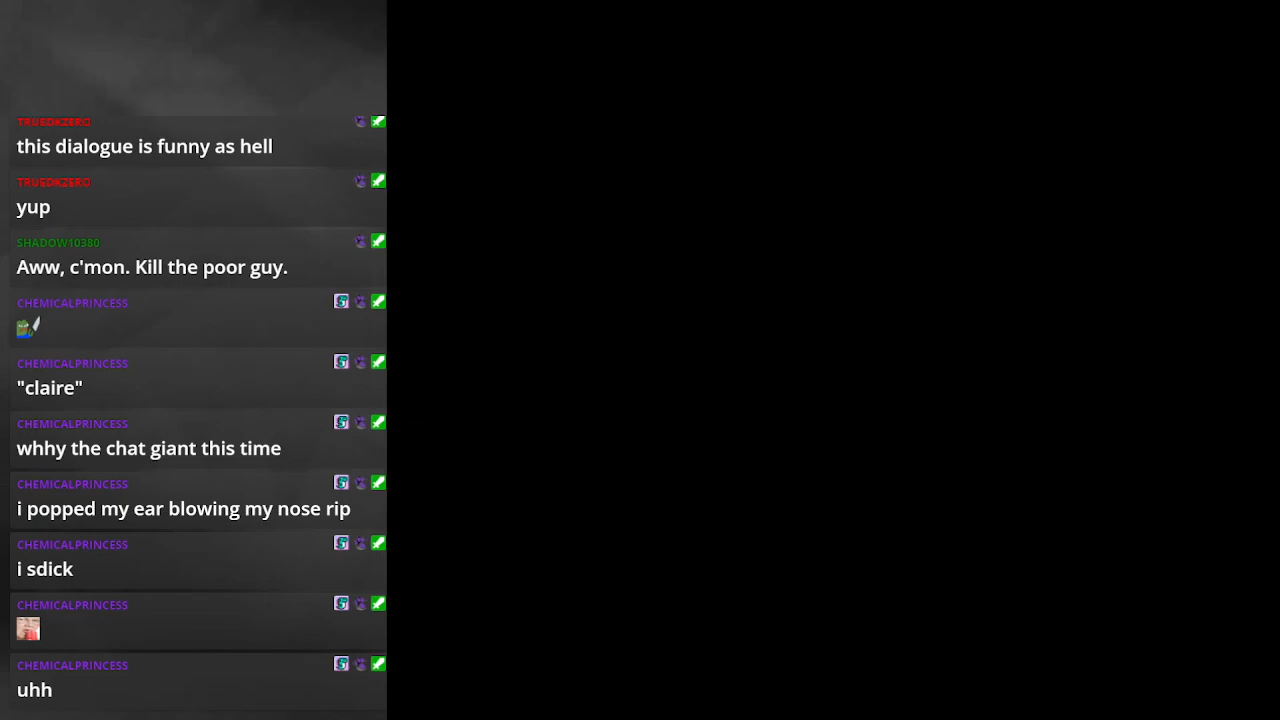 TRUEDKZERO
this dialogue is funny as hell
TRUEDKZERO
yup
SHADOW10380
Aww, c'mon. Kill the poor guy.
CHEMICALPRINCESS
CHEMICALPRINCESS
"claire"
CHEMICALPRINCESS
whhy the chat giant this time
CHEMICALPRINCESS
i popped my ear blowing my nose rip
CHEMICALPRINCESS
i sdick
CHEMICALPRINCESS
CHEMICALPRINCESS
uhh